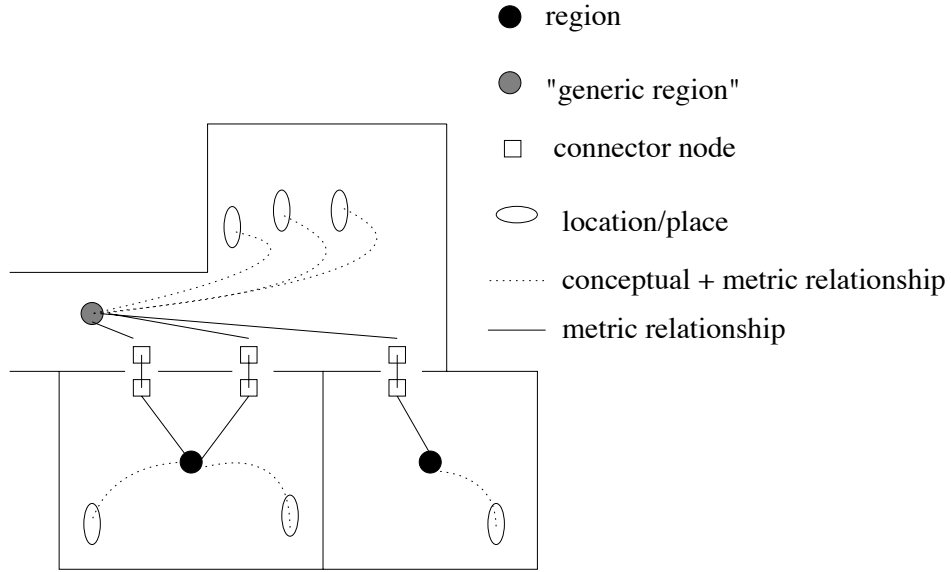 region
"generic region"
connector node
location/place
conceptual + metric relationship
metric relationship